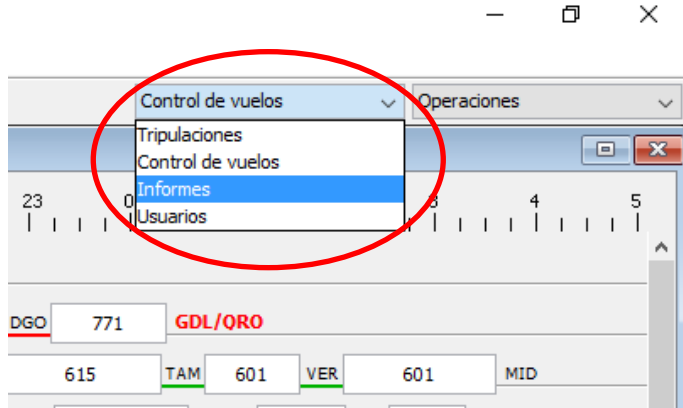 Control de vuelos Operaciones
Tripulaciones
Control de vuelos
Informes
Usuarios
23 0 3 4 5
DGO 771 GDL/QRO
615 TAM 601 VER 601 MID